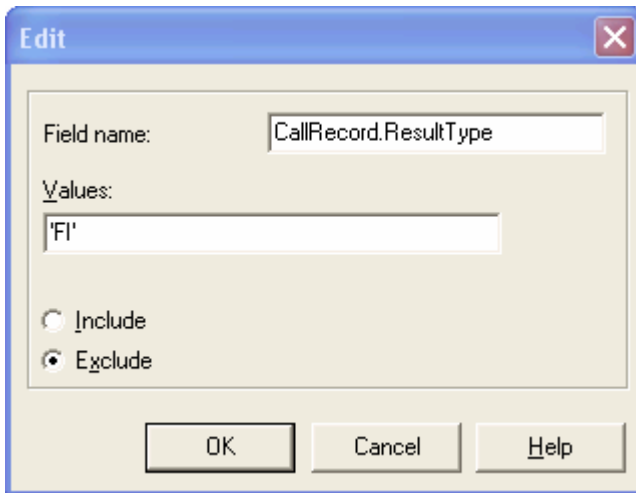 Edit
Field name: CallRecord.ResultType
Values:
'FI'
Include
Exclude
OK Cancel Help